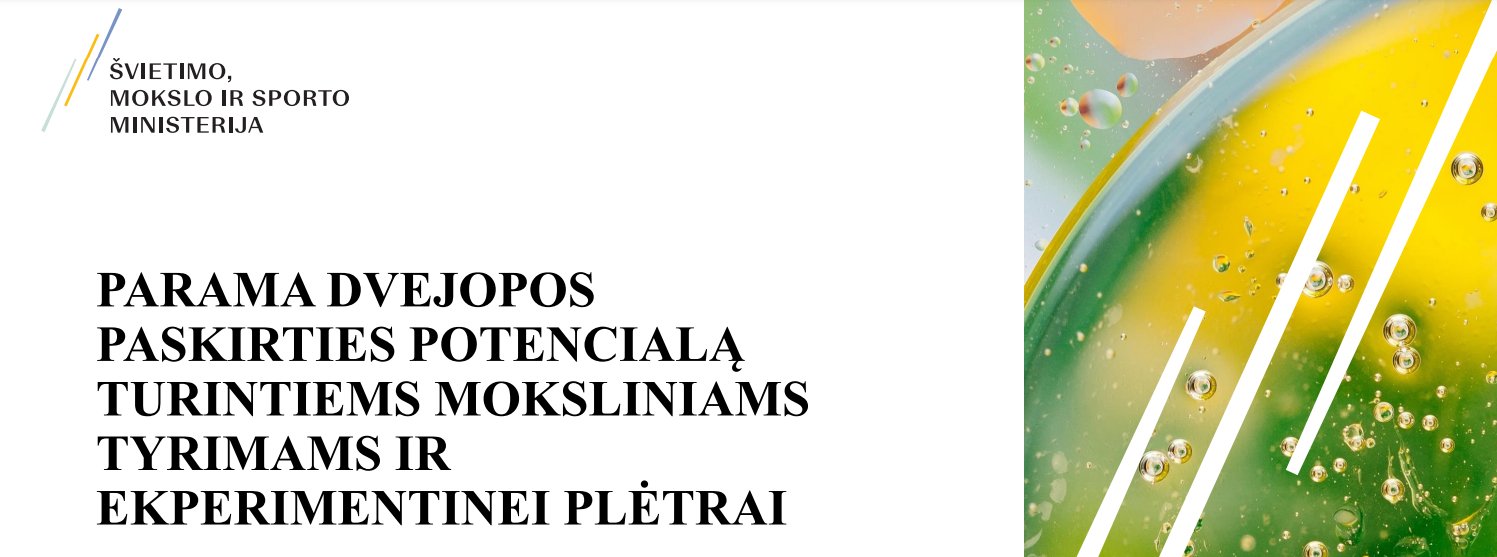 ŠVIETIMO,
MOKSLO IR SPORTO
MINISTERIJA
PARAMA DVEJOPOS
PASKIRTIES POTENCIALĄ
TURINTIEMS MOKSLINIAMS
TYRIMAMS IR
EKPERIMENTINEI PLĖTRAI